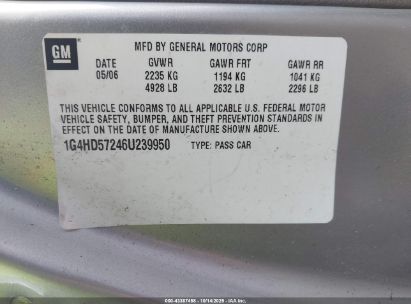 GM
MFD BY GENERAL MOTORS CORP
DATE GVWR GAWR FRT GAWR RR
05/06 2235 KG 1194 KG 1041 KG
4928 LB 2632 LB 2296 LB
THIS VEHICLE CONFORMS TO ALL APPLICABLE U.S. FEDERAL MOTOR
VEHICLE SAFETY, BUMPER, AND THEFT PREVENTION STANDARDS IN
EFFECT ON THE DATE OF MANUFACTURE SHOWN ABOVE.
1G4HD57246U239950 TYPE: PASS CAR